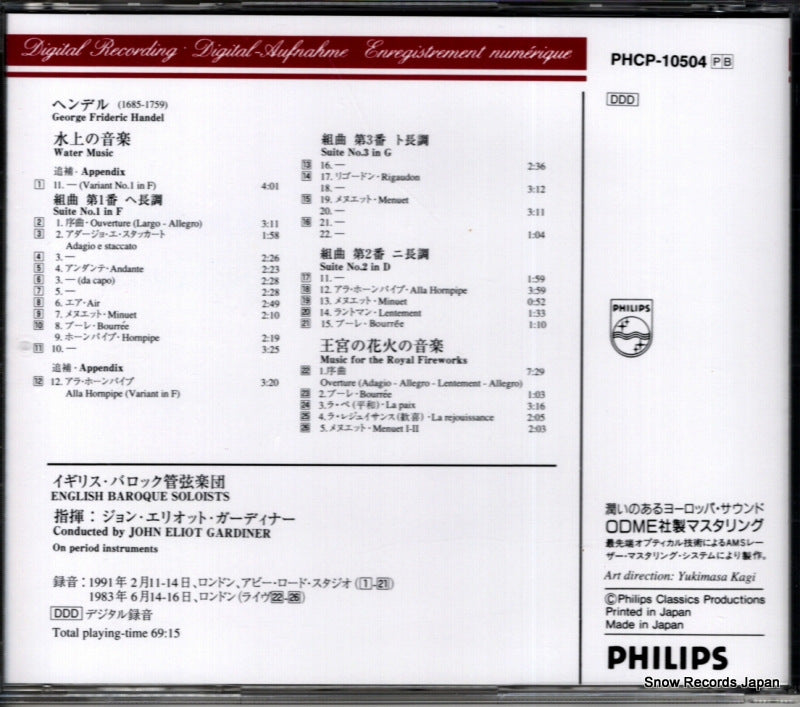 Digital Recording · Digital-Aufnahme Enregistrement numérique
PHCP-10504 PB
DDD
ヘンデル (1685-1759)
George Frideric Handel
水上の音楽
Water Music
追補・Appendix
1 11. — (Variant No.1 in F) 4:01
組曲 第1番 ヘ長調
Suite No.1 in F
2 1. 序曲・Ouverture (Largo - Allegro) 3:11
3 2. アダージョ・エ・スタッカート 1:58
Adagio e staccato
4 3. — 2:26
5 4. アンダンテ・Andante 2:23
6 3. — (da capo) 2:28
7 5. — 2:28
8 6. エア・Air 2:49
9 7. メヌエット・Minuet 2:10
10 8. ブーレ・Bourrée
9. ホーンパイプ・Hornpipe 2:19
11 10. — 3:25
追補・Appendix
12 12. アラ・ホーンパイプ 3:20
Alla Hornpipe (Variant in F)
組曲 第3番 ト長調
Suite No.3 in G
13 16. — 2:36
14 17. リゴードン・Rigaudon
18. — 3:12
15 19. メヌエット・Menuet
20. — 3:11
16 21. —
22. — 1:04
組曲 第2番 ニ長調
Suite No.2 in D
17 11. — 1:59
18 12. アラ・ホーンパイプ・Alla Hornpipe 3:59
19 13. メヌエット・Minuet 0:52
20 14. ラントマン・Lentement 1:33
21 15. ブーレ・Bourrée 1:10
王宮の花火の音楽
Music for the Royal Fireworks
22 1. 序曲 7:29
Overture (Adagio - Allegro - Lentement - Allegro)
23 2. ブーレ・Bourrée 1:03
24 3. ラ・ペ (平和)・La paix 3:16
25 4. ラ・レジュイサンス (歓喜)・La rejouissance 2:05
26 5. メヌエット・Menuet I-II 2:03
イギリス・バロック管弦楽団
ENGLISH BAROQUE SOLOISTS
指揮：ジョン・エリオット・ガーディナー
Conducted by JOHN ELIOT GARDINER
On period instruments
録音：1991年2月11-14日、ロンドン、アビー・ロード・スタジオ (1-21)
1983年6月14-16日、ロンドン (ライヴ22-26)
DDD デジタル録音
Total playing-time 69:15
PHILIPS
潤いのあるヨーロッパ・サウンド
ODME社製マスタリング
最先端オプティカル技術によるAMSレー
ザー・マスタリング・システムにより製作。
Art direction: Yukimasa Kagi
©Philips Classics Productions
Printed in Japan
Made in Japan
PHILIPS
Snow Records Japan